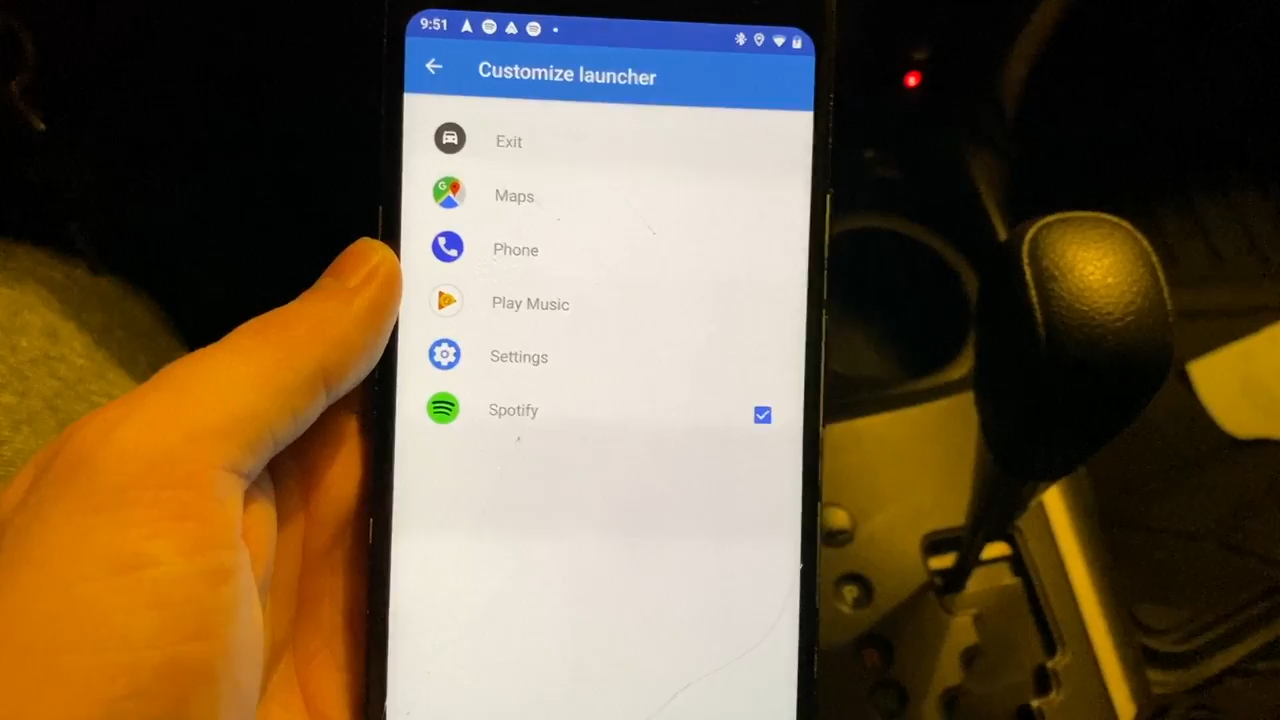 9:51
Customize launcher
Exit
Maps
Phone
Play Music
Settings
Spotify